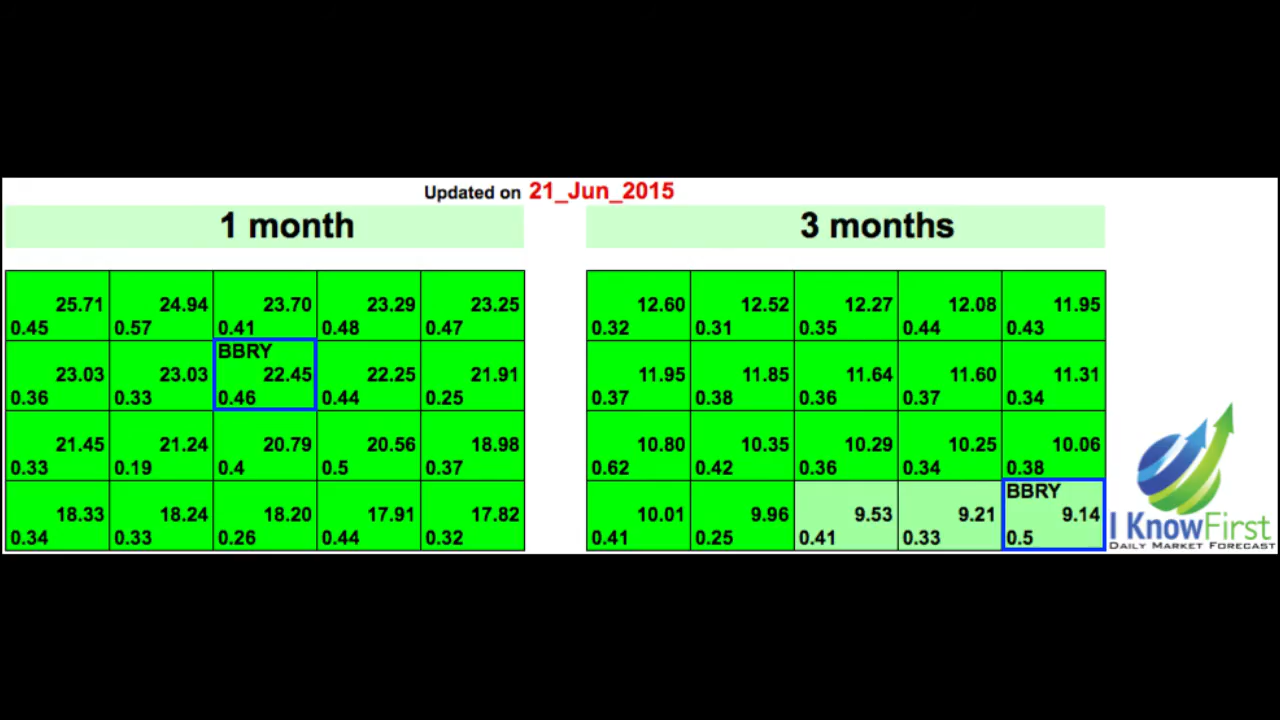 Updated on 21_Jun_2015
1 month 3 months
25.71 24.94 23.70 23.29 23.25 12.60 12.52 12.27 12.08 11.95
0.45 0.57 0.41 0.48 0.47 0.32 0.31 0.35 0.44 0.43
BBRY
23.03 23.03 22.45 22.25 21.91 11.95 11.85 11.64 11.60 11.31
0.36 0.33 0.46 0.44 0.25 0.37 0.38 0.36 0.37 0.34
21.45 21.24 20.79 20.56 18.98 10.80 10.35 10.29 10.25 10.06
0.33 0.19 0.4 0.5 0.37 0.62 0.42 0.36 0.34 0.38
BBRY
18.33 18.24 18.20 17.91 17.82 10.01 9.96 9.53 9.21 9.14
0.34 0.33 0.26 0.44 0.32 0.41 0.25 0.41 0.33 0.5
I KnowFirst
DAILY MARKET FORECAST